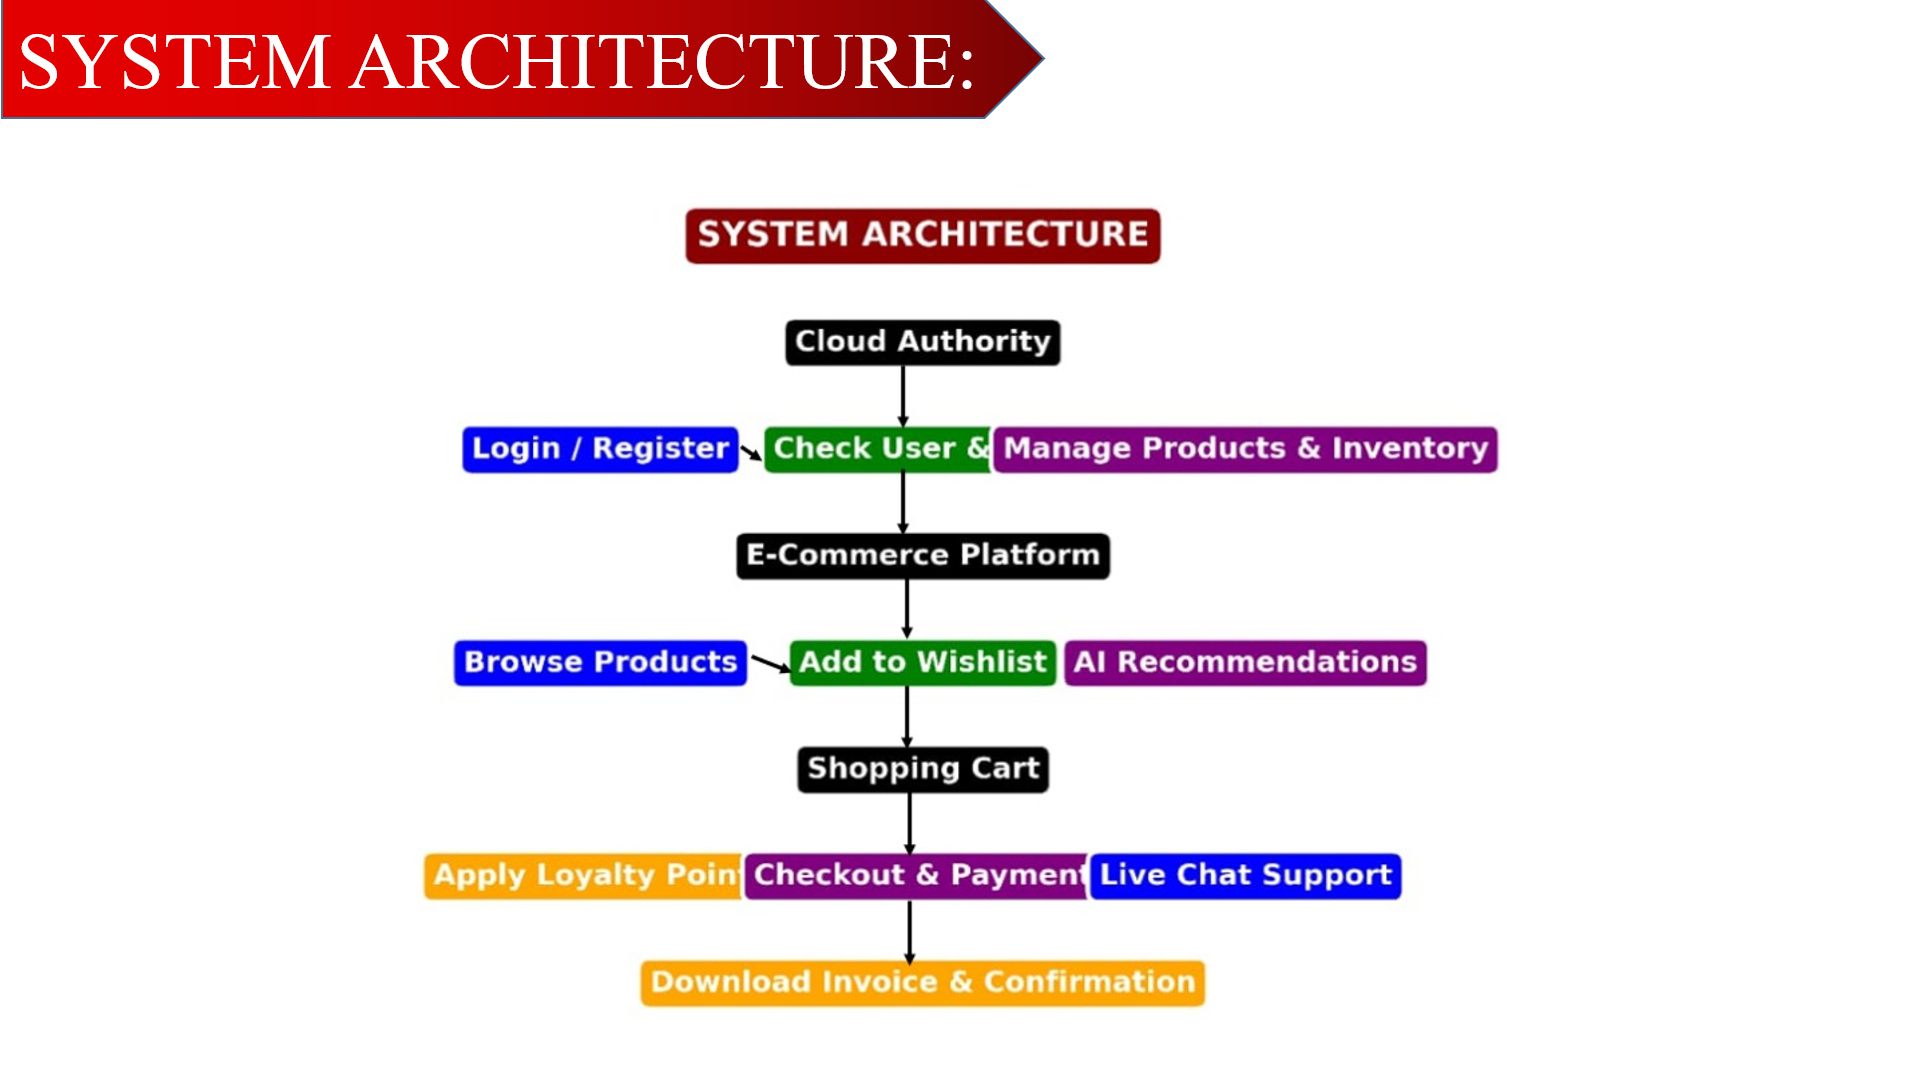 SYSTEM ARCHITECTURE:
SYSTEM ARCHITECTURE
Cloud Authority
Login / Register
Check User &
Manage Products & Inventory
E-Commerce Platform
Browse Products
Add to Wishlist
AI Recommendations
Shopping Cart
Apply Loyalty Poin
Checkout & Payment
Live Chat Support
Download Invoice & Confirmation